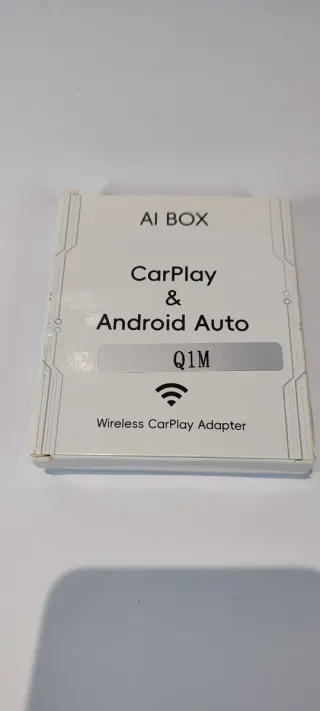 AI BOX
CarPlay
&
Android Auto
Q1M
Wireless CarPlay Adapter